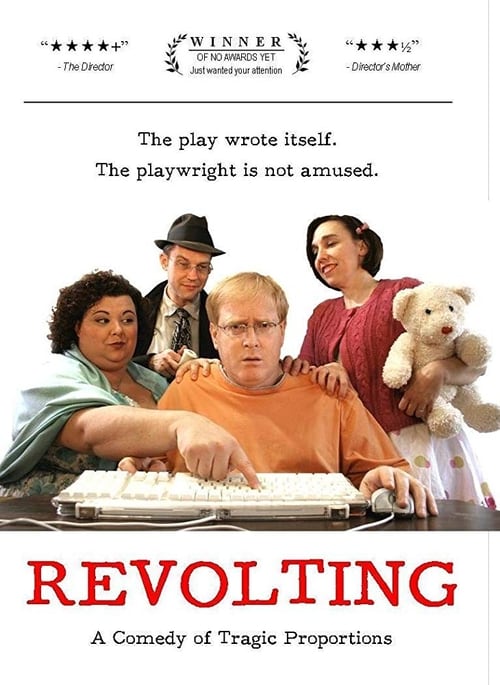 “★★★★+”
- The Director
WINNER
OF NO AWARDS YET
Just wanted your attention
“★★★½”
- Director's Mother
The play wrote itself.
The playwright is not amused.
REVOLTING
A Comedy of Tragic Proportions